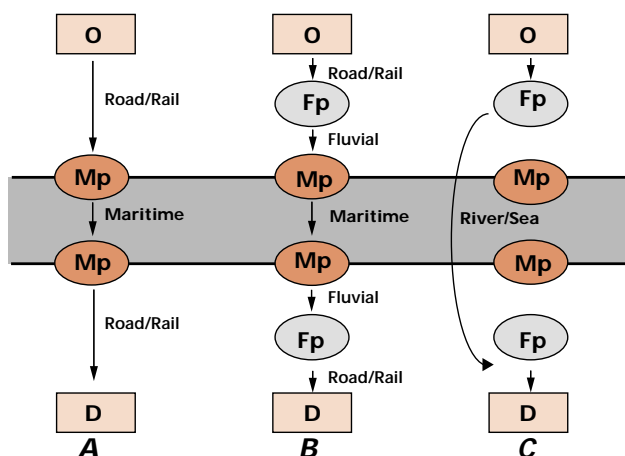 O
O
O
Road/Rail
Fp
Fp
Road/Rail
Fluvial
Mp
Mp
Mp
Maritime
Maritime
River/Sea
Mp
Mp
Mp
Fluvial
Road/Rail
Fp
Fp
Road/Rail
D
D
D
A
B
C